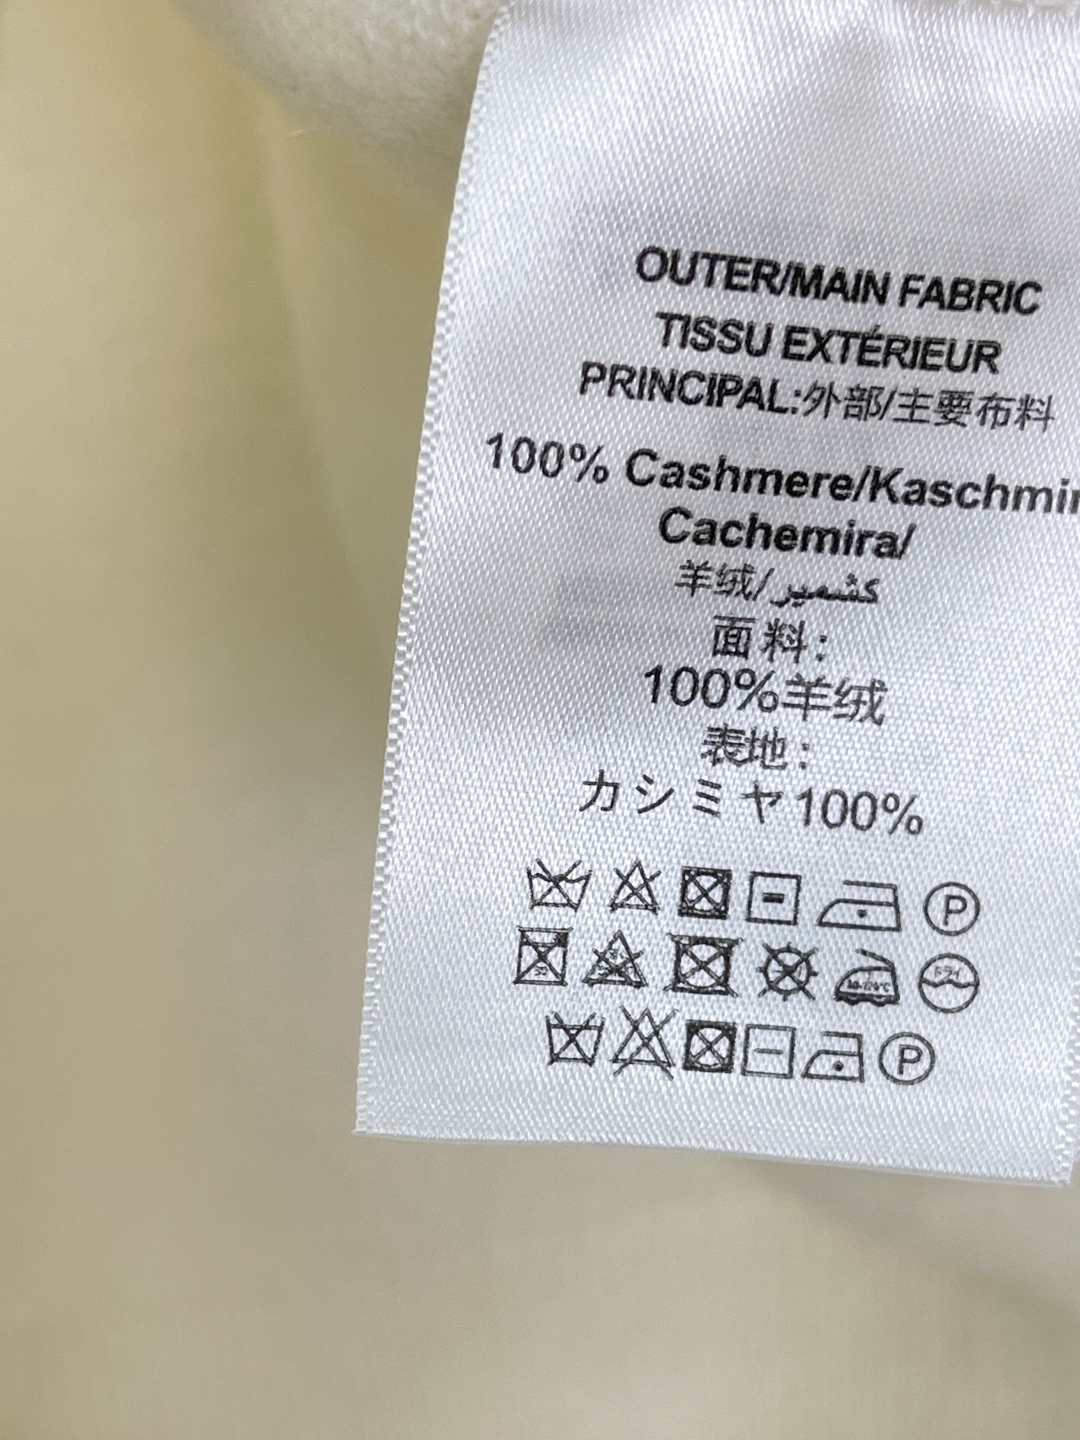 OUTER/MAIN FABRIC
TISSU EXTÉRIEUR
PRINCIPAL:外部/主要布料
100% Cashmere/Kaschmir
Cachemira/
羊绒/كشمير
面料:
100%羊绒
表地:
カシミヤ100%
P
P